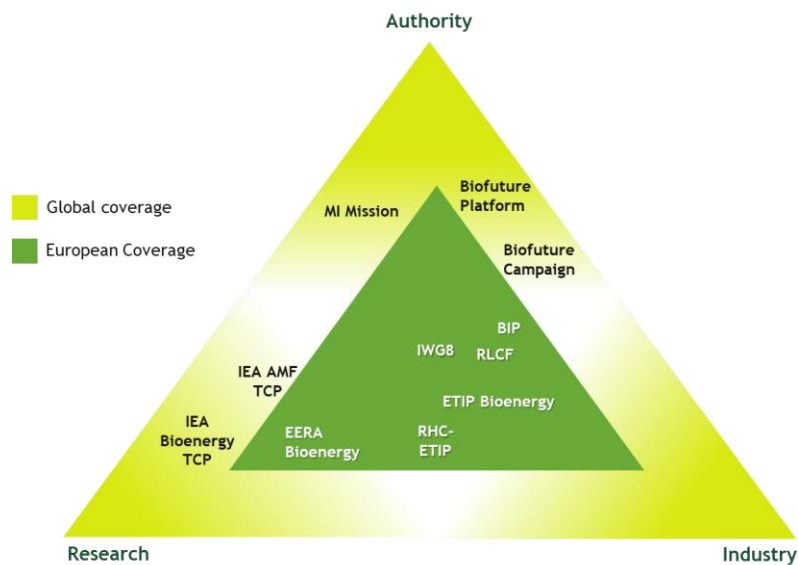 Authority
Biofuture
Platform
MI Mission
Global coverage
European Coverage
Biofuture
Campaign
BIP
IWG8
RLCF
IEA AMF
TCP
ETIP Bioenergy
IEA
Bioenergy
TCP
EERA
Bioenergy
RHC-
ETIP
Research
Industry